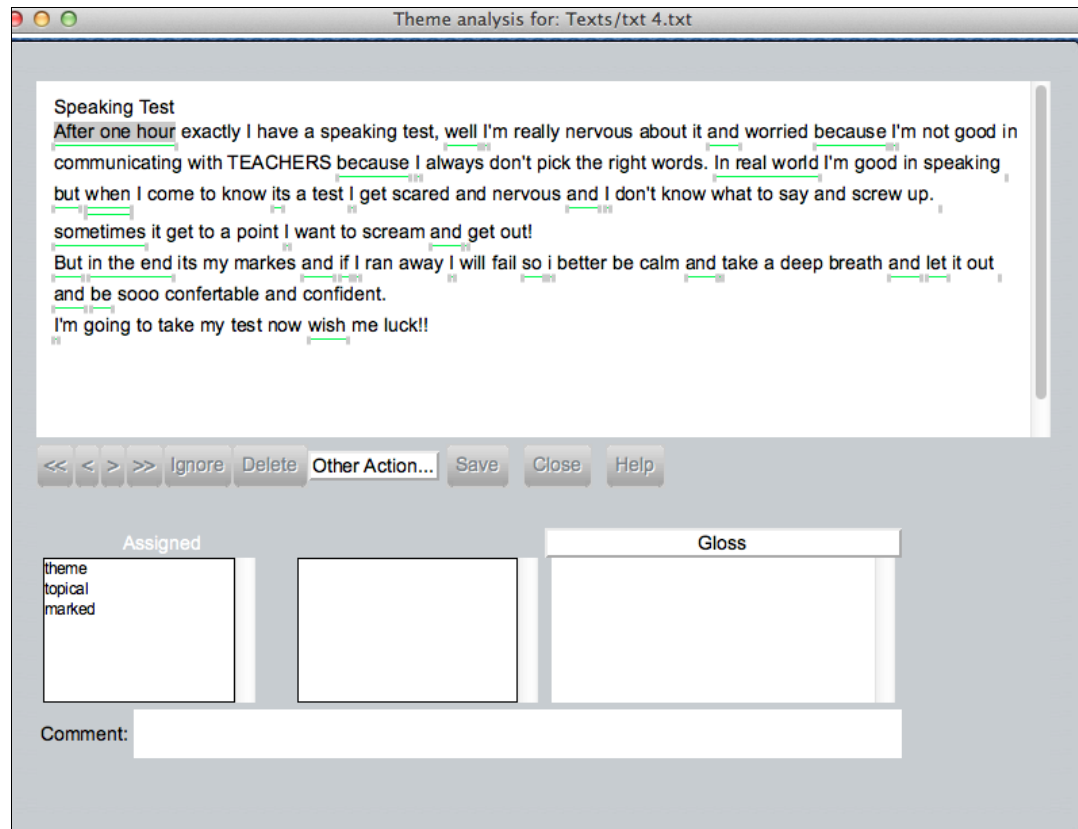 Theme analysis for: Texts/txt 4.txt
Speaking Test
After one hour exactly I have a speaking test, well I'm really nervous about it and worried because I'm not good in
communicating with TEACHERS because I always don't pick the right words. In real world I'm good in speaking
but when I come to know its a test I get scared and nervous and I don't know what to say and screw up.
sometimes it get to a point I want to scream and get out!
But in the end its my markes and if I ran away I will fail so i better be calm and take a deep breath and let it out
and be sooo confertable and confident.
I'm going to take my test now wish me luck!!
<< < > >> Ignore Delete Other Action... Save Close Help
Assigned Gloss
theme
topical
marked
Comment: